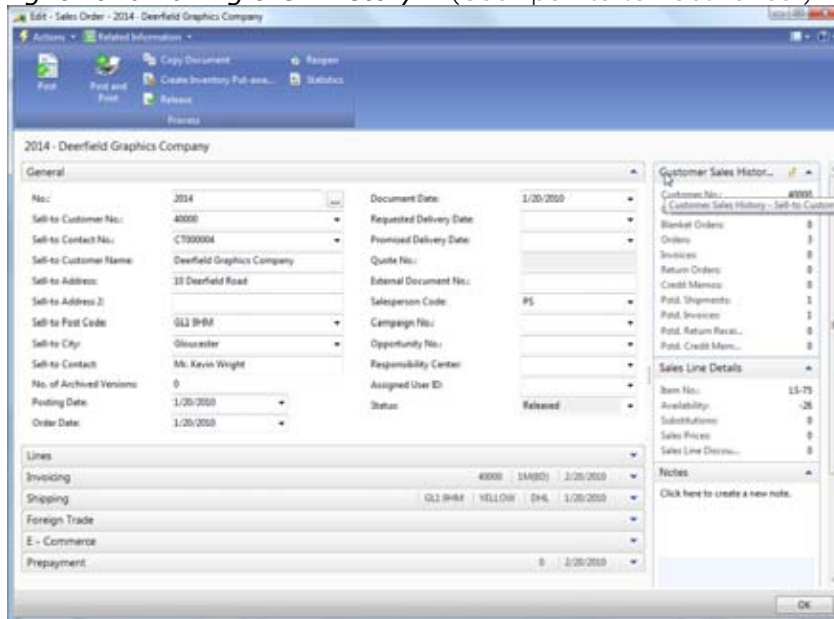 Edit - Sales Order - 2014 - Deerfield Graphics Company
Actions
Related Information
Post
Post and Print
Copy Document
Create Inventory Put-awa...
Release
Reopen
Statistics
Process
2014 - Deerfield Graphics Company
General
No.: 2014
Sell-to Customer No.: 40000
Sell-to Contact No.: CT000004
Sell-to Customer Name: Deerfield Graphics Company
Sell-to Address: 10 Deerfield Road
Sell-to Address 2:
Sell-to Post Code: GL1 9HM
Sell-to City: Gloucester
Sell-to Contact: Mr. Kevin Wright
No. of Archived Versions: 0
Posting Date: 1/20/2010
Order Date: 1/20/2010
Document Date: 1/20/2010
Requested Delivery Date:
Promised Delivery Date:
Quote No.:
External Document No.:
Salesperson Code: PS
Campaign No.:
Opportunity No.:
Responsibility Center:
Assigned User ID:
Status: Released
Lines
Invoicing 40000 1M(8D) 2/20/2010
Shipping GL1 9HM YELLOW DHL 1/20/2010
Foreign Trade
E - Commerce
Prepayment 0 2/20/2010
Customer Sales Histor...
Customer No.: 40000
Customer Sales History - Sell-to Custom
Blanket Orders: 0
Orders: 3
Invoices: 0
Return Orders: 0
Credit Memos: 0
Pstd. Shipments: 1
Pstd. Invoices: 1
Pstd. Return Recei... 0
Pstd. Credit Mem... 0
Sales Line Details
Item No.: LS-75
Availability: -26
Substitutions: 0
Sales Prices: 0
Sales Line Discou... 0
Notes
Click here to create a new note.
OK